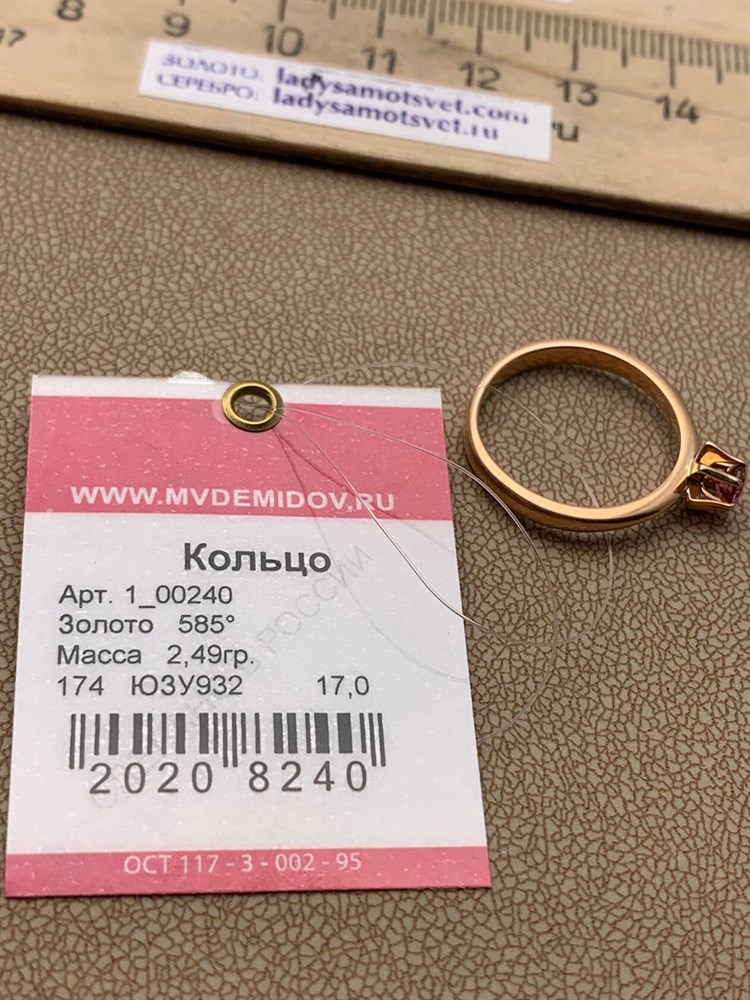 8 9 10 11 12 13 14
ЗОЛОТО: ladysamotsvet.com
СЕРЕБРО: ladysamotsvet.ru
WWW.MVDEMIDOV.RU
Кольцо
Арт. 1_00240
Золото 585°
Масса 2,49гр.
174 ЮЗУ932 17,0
2020 8240
ОСТ 117 - 3 - 002 - 95